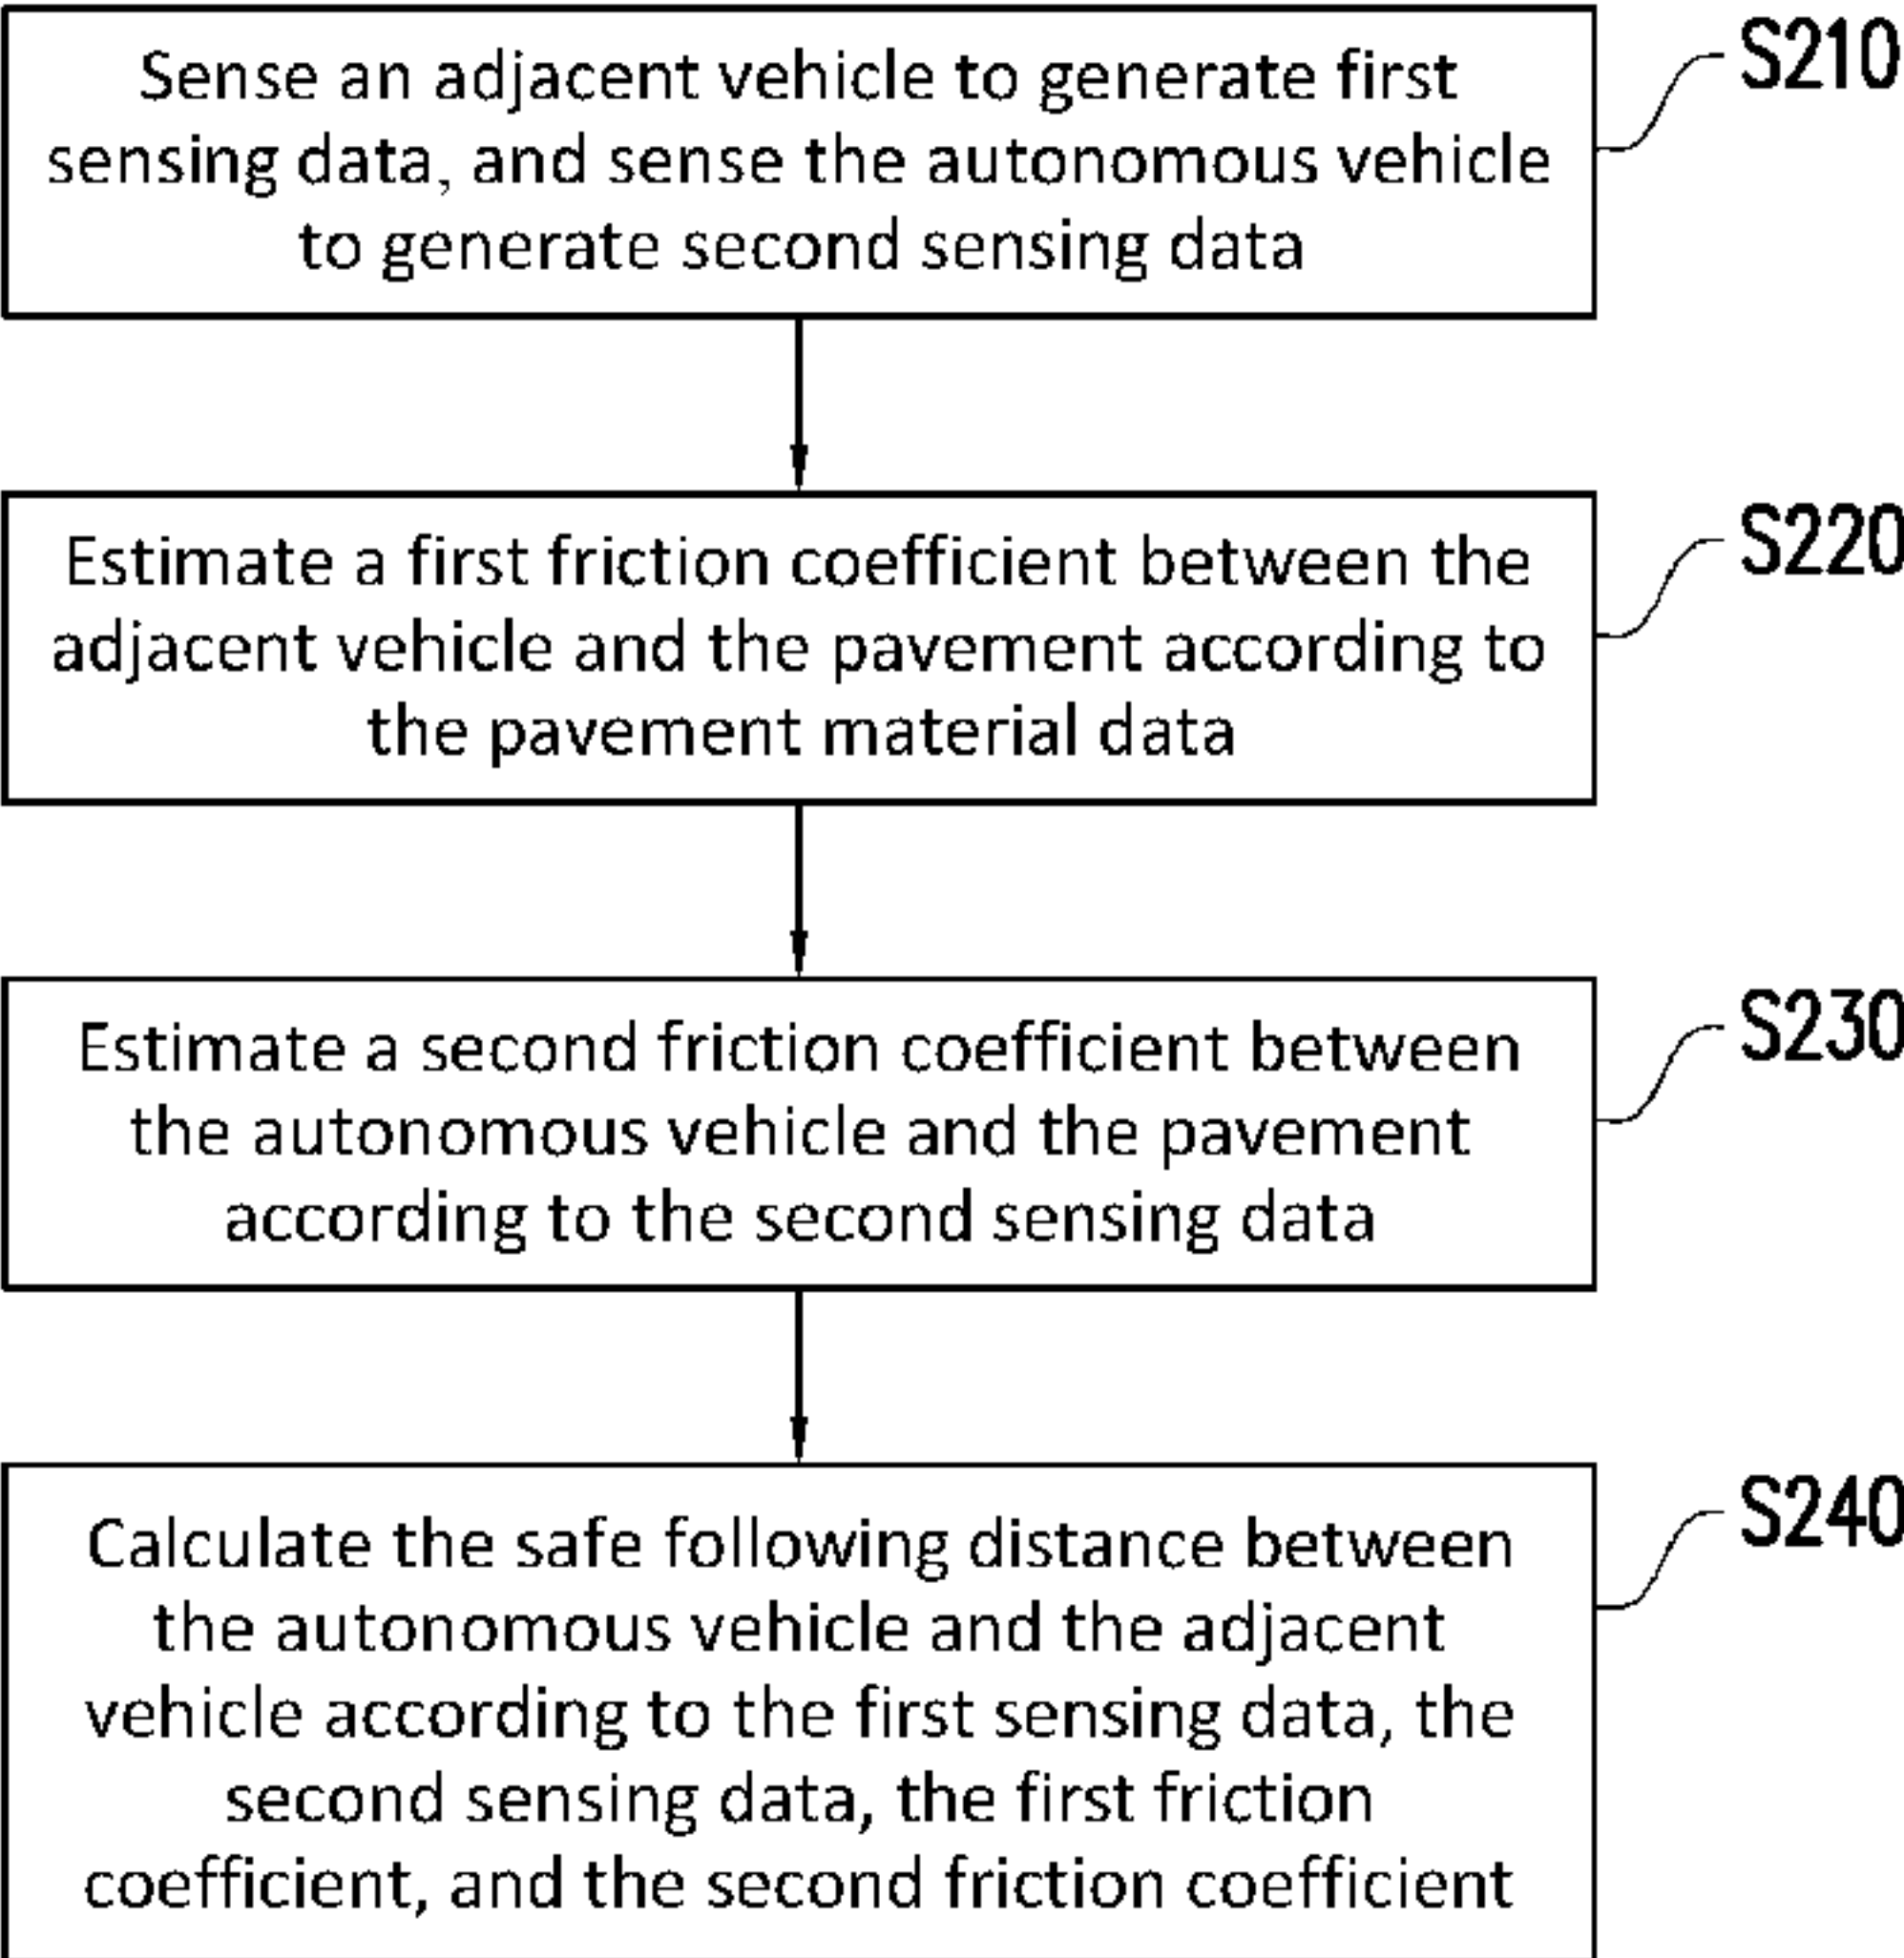 Sense an adjacent vehicle to generate first
sensing data, and sense the autonomous vehicle
to generate second sensing data
S210
Estimate a first friction coefficient between the
adjacent vehicle and the pavement according to
the pavement material data
S220
Estimate a second friction coefficient between
the autonomous vehicle and the pavement
according to the second sensing data
S230
Calculate the safe following distance between
the autonomous vehicle and the adjacent
vehicle according to the first sensing data, the
second sensing data, the first friction
coefficient, and the second friction coefficient
S240